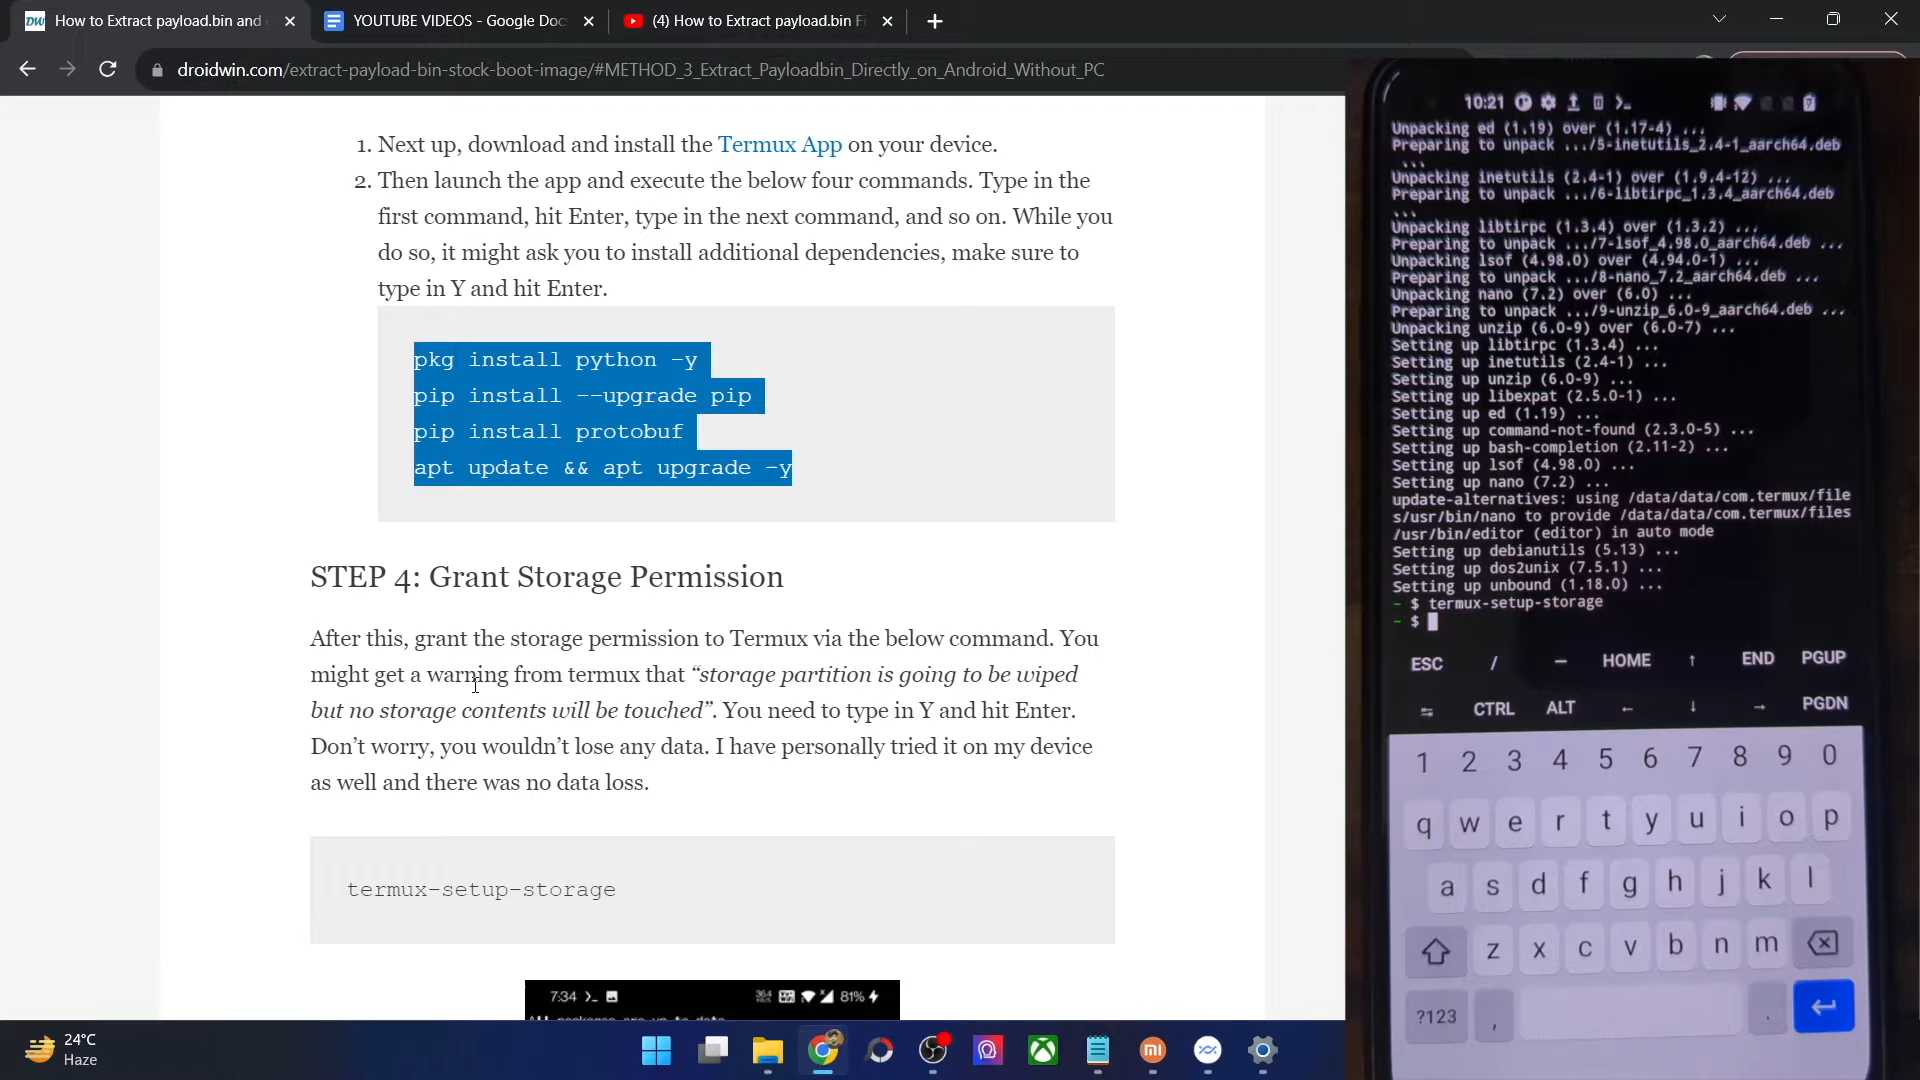 How to Extract payload.bin and
YOUTUBE VIDEOS - Google Doc
(4) How to Extract payload.bin Fi
droidwin.com/extract-payload-bin-stock-boot-image/#METHOD_3_Extract_Payloadbin_Directly_on_Android_Without_PC
1. Next up, download and install the Termux App on your device.
2. Then launch the app and execute the below four commands. Type in the
first command, hit Enter, type in the next command, and so on. While you
do so, it might ask you to install additional dependencies, make sure to
type in Y and hit Enter.
pkg install python -y
pip install --upgrade pip
pip install protobuf
apt update && apt upgrade -y
STEP 4: Grant Storage Permission
After this, grant the storage permission to Termux via the below command. You
might get a warning from termux that “storage partition is going to be wiped
but no storage contents will be touched”. You need to type in Y and hit Enter.
Don’t worry, you wouldn’t lose any data. I have personally tried it on my device
as well and there was no data loss.
termux-setup-storage
7:34
81%
24°C
Haze
10:21
Unpacking ed (1.19) over (1.17-4) ...
Preparing to unpack .../5-inetutils_2.4-1_aarch64.deb
...
Unpacking inetutils (2.4-1) over (1.9.4-12) ...
Preparing to unpack .../6-libtirpc_1.3.4_aarch64.deb
...
Unpacking libtirpc (1.3.4) over (1.3.2) ...
Preparing to unpack .../7-lsof_4.98.0_aarch64.deb ...
Unpacking lsof (4.98.0) over (4.94.0-1) ...
Preparing to unpack .../8-nano_7.2_aarch64.deb ...
Unpacking nano (7.2) over (6.0) ...
Preparing to unpack .../9-unzip_6.0-9_aarch64.deb ...
Unpacking unzip (6.0-9) over (6.0-7) ...
Setting up libtirpc (1.3.4) ...
Setting up inetutils (2.4-1) ...
Setting up unzip (6.0-9) ...
Setting up libexpat (2.5.0-1) ...
Setting up ed (1.19) ...
Setting up command-not-found (2.3.0-5) ...
Setting up bash-completion (2.11-2) ...
Setting up lsof (4.98.0) ...
Setting up nano (7.2) ...
update-alternatives: using /data/data/com.termux/file
s/usr/bin/nano to provide /data/data/com.termux/files
/usr/bin/editor (editor) in auto mode
Setting up debianutils (5.13) ...
Setting up dos2unix (7.5.1) ...
Setting up unbound (1.18.0) ...
~ $ termux-setup-storage
~ $
ESC / — HOME ↑ END PGUP
↹ CTRL ALT ← ↓ → PGDN
1 2 3 4 5 6 7 8 9 0
q w e r t y u i o p
a s d f g h j k l
z x c v b n m
?123 , .